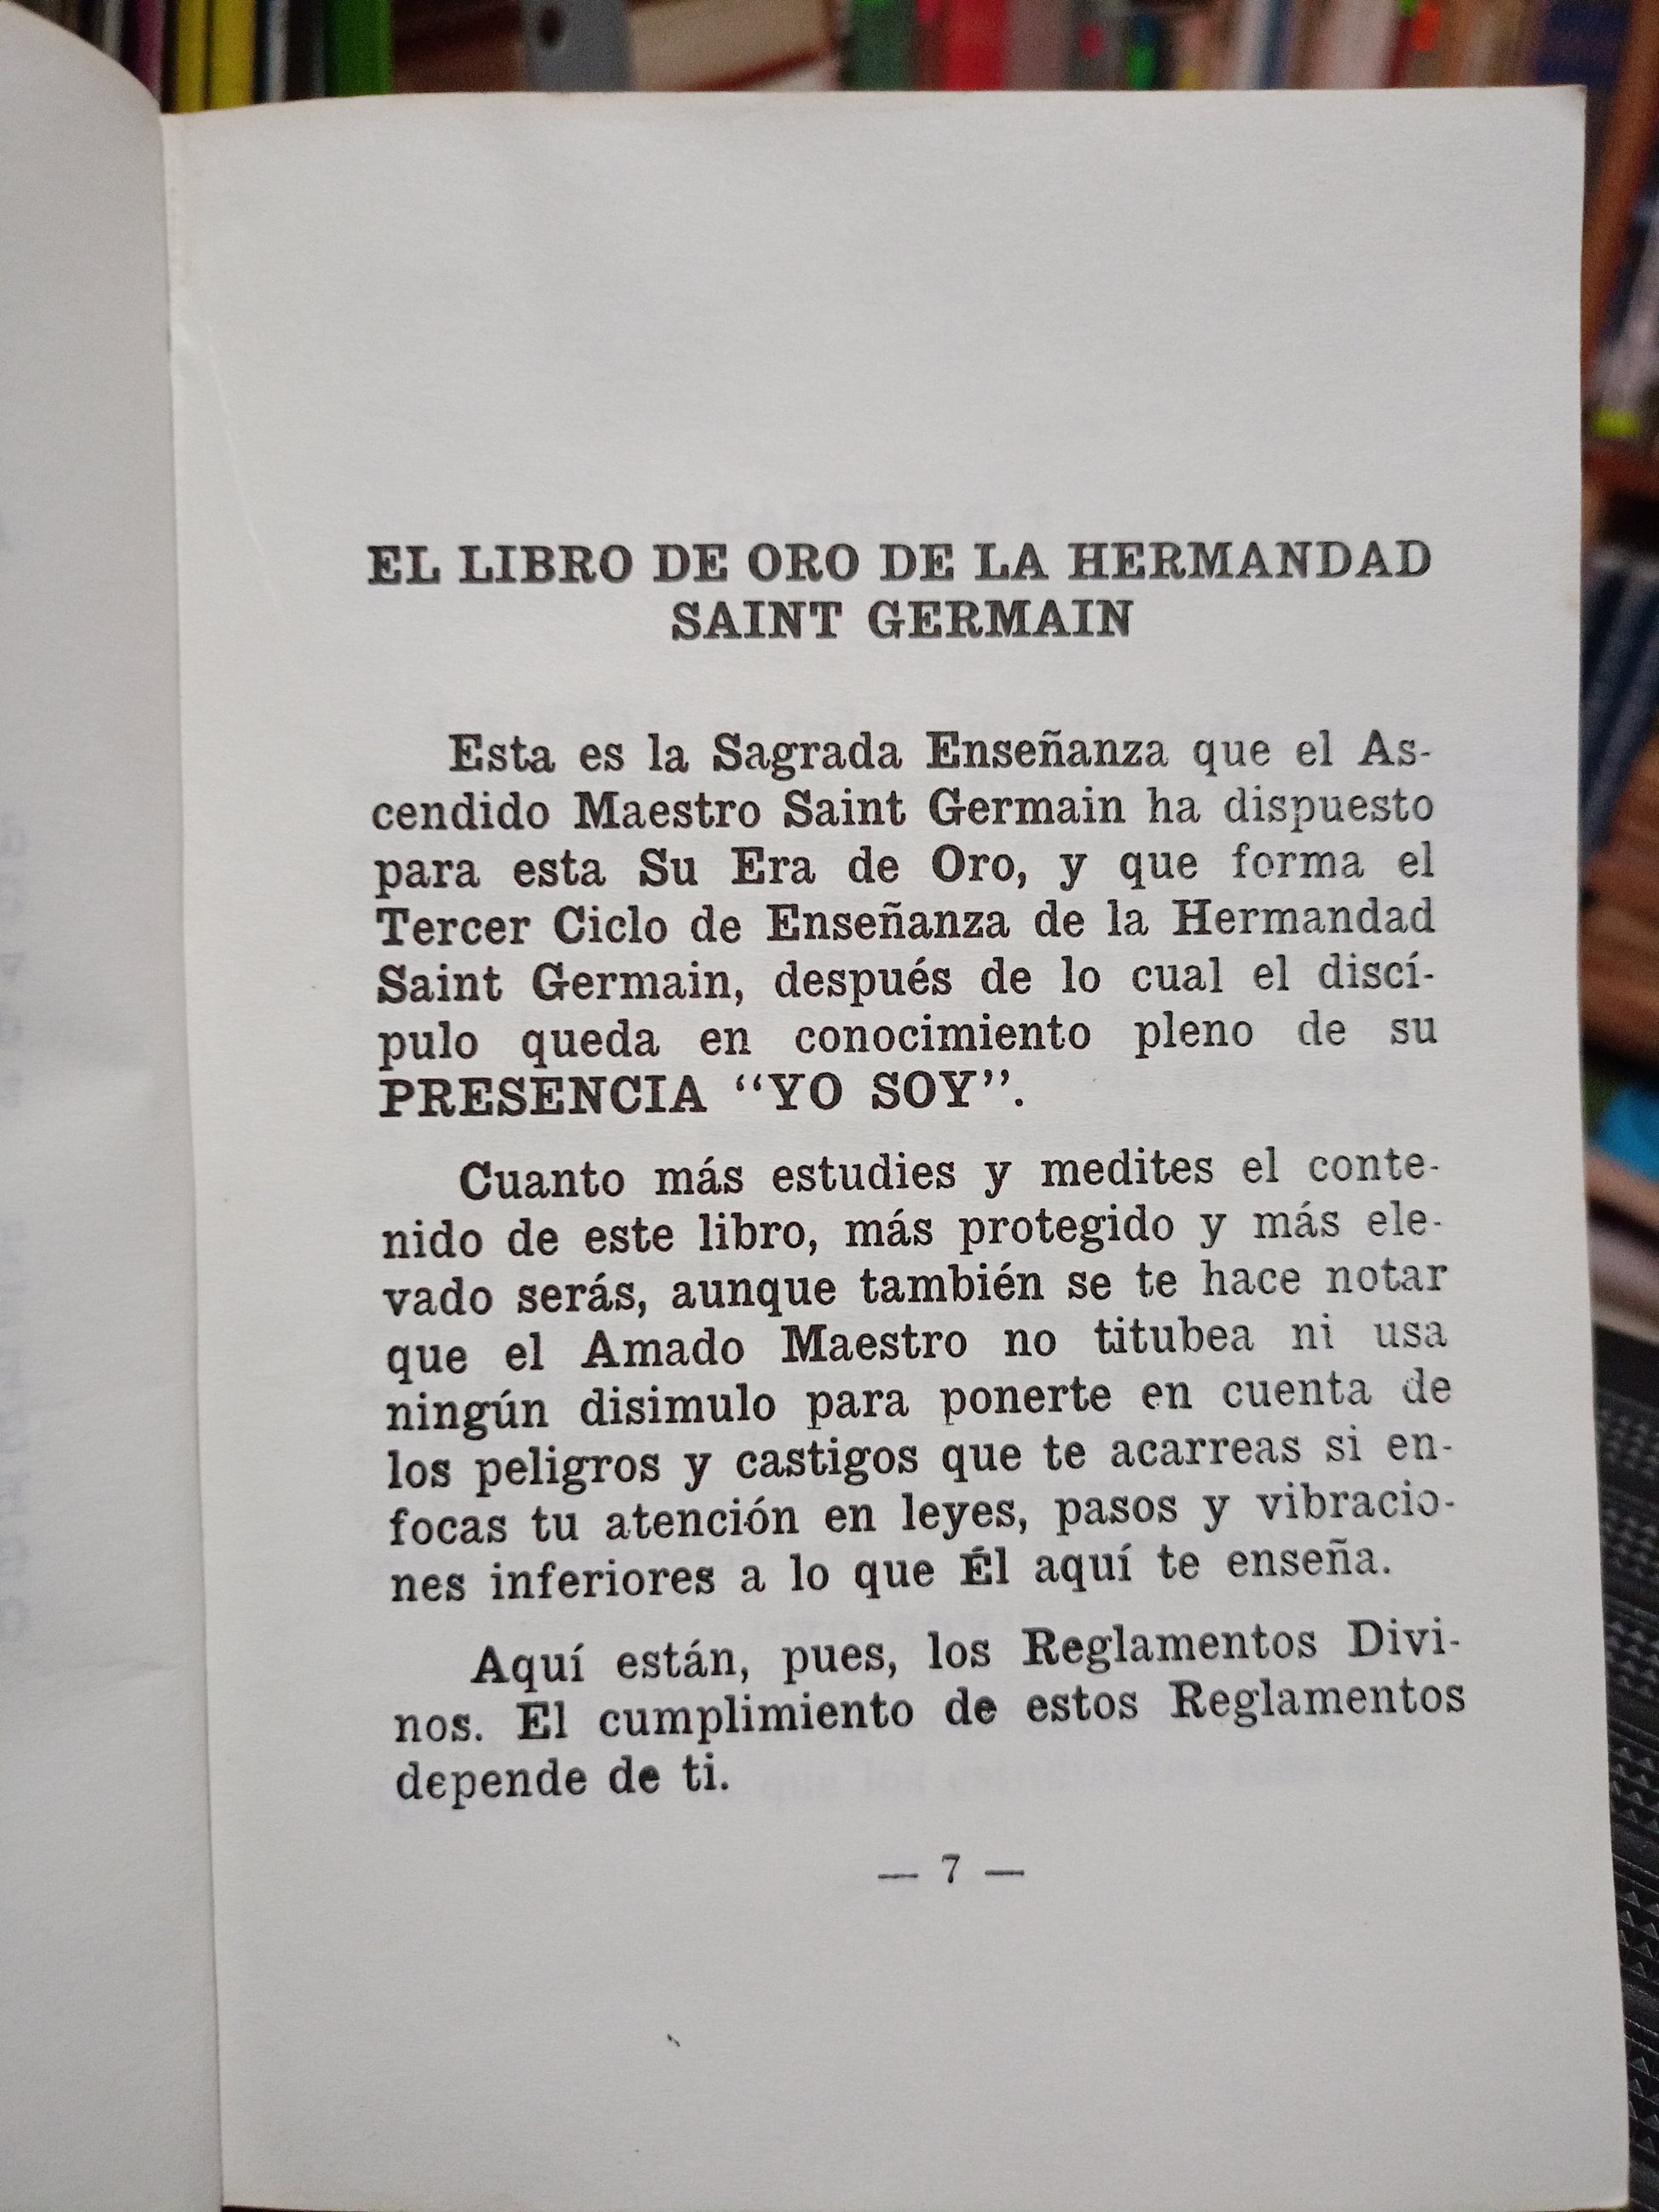 EL LIBRO DE ORO DE LA HERMANDAD
SAINT GERMAIN
Esta es la Sagrada Enseñanza que el As-
cendido Maestro Saint Germain ha dispuesto
para esta Su Era de Oro, y que forma el
Tercer Ciclo de Enseñanza de la Hermandad
Saint Germain, después de lo cual el discí-
pulo queda en conocimiento pleno de su
PRESENCIA “YO SOY”.
Cuanto más estudies y medites el conte-
nido de este libro, más protegido y más ele-
vado serás, aunque también se te hace notar
que el Amado Maestro no titubea ni usa
ningún disimulo para ponerte en cuenta de
los peligros y castigos que te acarreas si en-
focas tu atención en leyes, pasos y vibracio-
nes inferiores a lo que Él aquí te enseña.
Aquí están, pues, los Reglamentos Divi-
nos. El cumplimiento de estos Reglamentos
depende de ti.
— 7 —